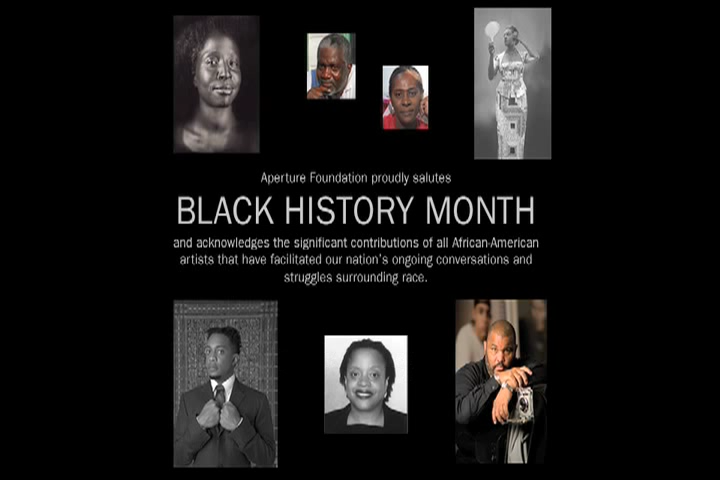 Aperture Foundation proudly salutes
BLACK HISTORY MONTH
and acknowledges the significant contributions of all African-American
artists that have facilitated our nation's ongoing conversations and
struggles surrounding race.